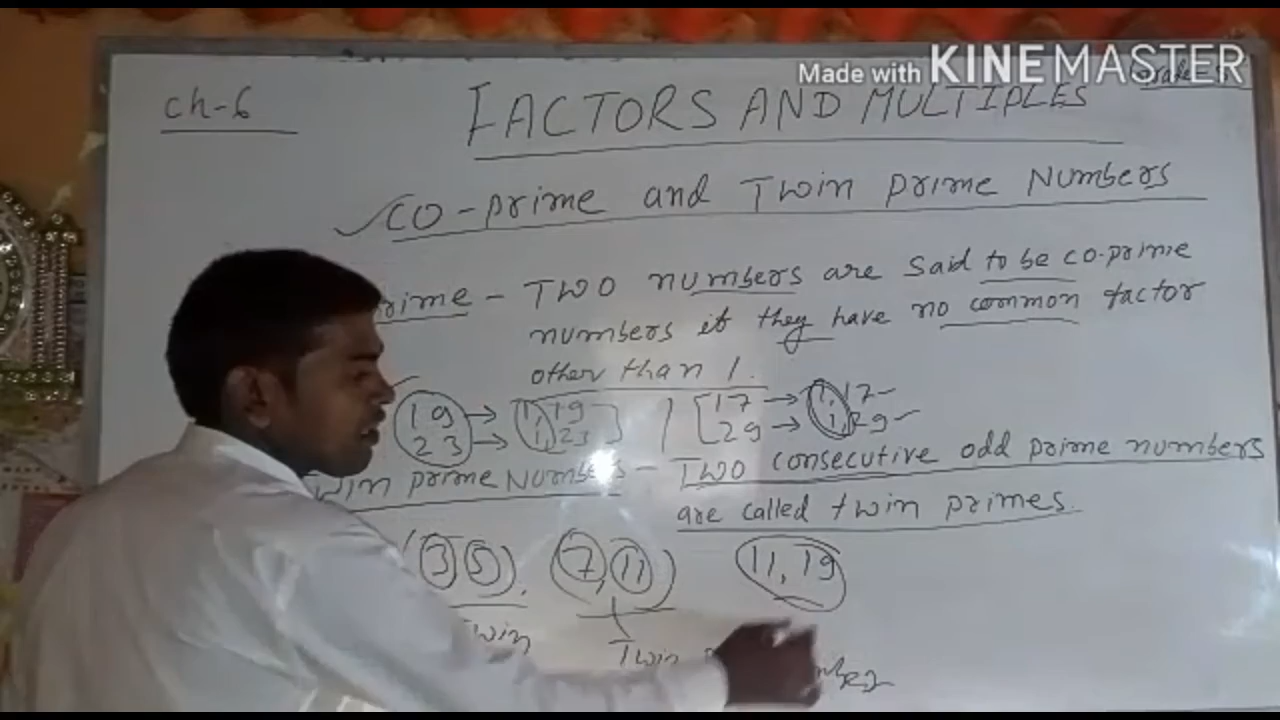 Made with KINEMASTER
Ch-6
FACTORS AND MULTIPLES
CO-prime and Twin prime Numbers
rime - Two numbers are said to be co-prime
numbers if they have no common factor
other than 1.
19 → 1, 19 | 17 → 1, 17
23 → 1, 23 | 29 → 1, 29
win prime Numbers - Two consecutive odd prime numbers
are called twin primes.
(3 5), (7, 11) 11, 19
Twin
Twin